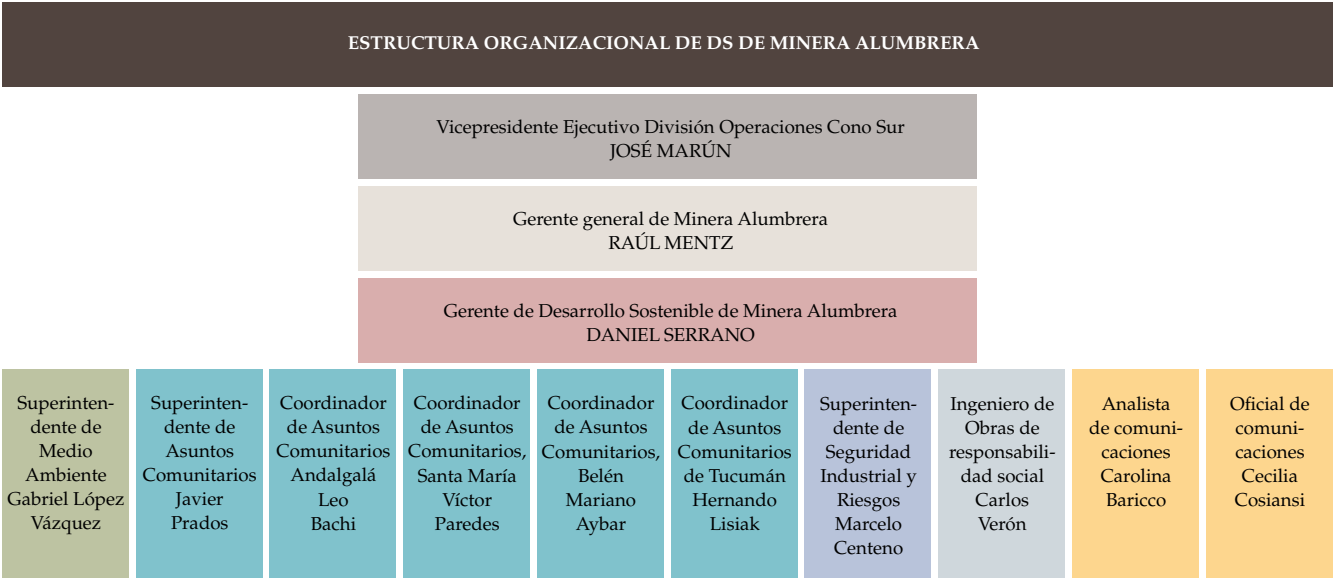 ESTRUCTURA ORGANIZACIONAL DE DS DE MINERA ALUMBRERA
Vicepresidente Ejecutivo División Operaciones Cono Sur
JOSÉ MARÚN
Gerente general de Minera Alumbrera
RAÚL MENTZ
Gerente de Desarrollo Sostenible de Minera Alumbrera
DANIEL SERRANO
Superinten-
dente de
Medio
Ambiente
Gabriel López
Vázquez
Superinten-
dente de
Asuntos
Comunitarios
Javier
Prados
Coordinador
de Asuntos
Comunitarios
Andalgalá
Leo
Bachi
Coordinador
de Asuntos
Comunitarios,
Santa María
Víctor
Paredes
Coordinador
de Asuntos
Comunitarios,
Belén
Mariano
Aybar
Coordinador
de Asuntos
Comunitarios
de Tucumán
Hernando
Lisiak
Superinten-
dente de
Seguridad
Industrial y
Riesgos
Marcelo
Centeno
Ingeniero de
Obras de
responsabili-
dad social
Carlos
Verón
Analista
de comuni-
caciones
Carolina
Baricco
Oficial de
comuni-
caciones
Cecilia
Cosiansi